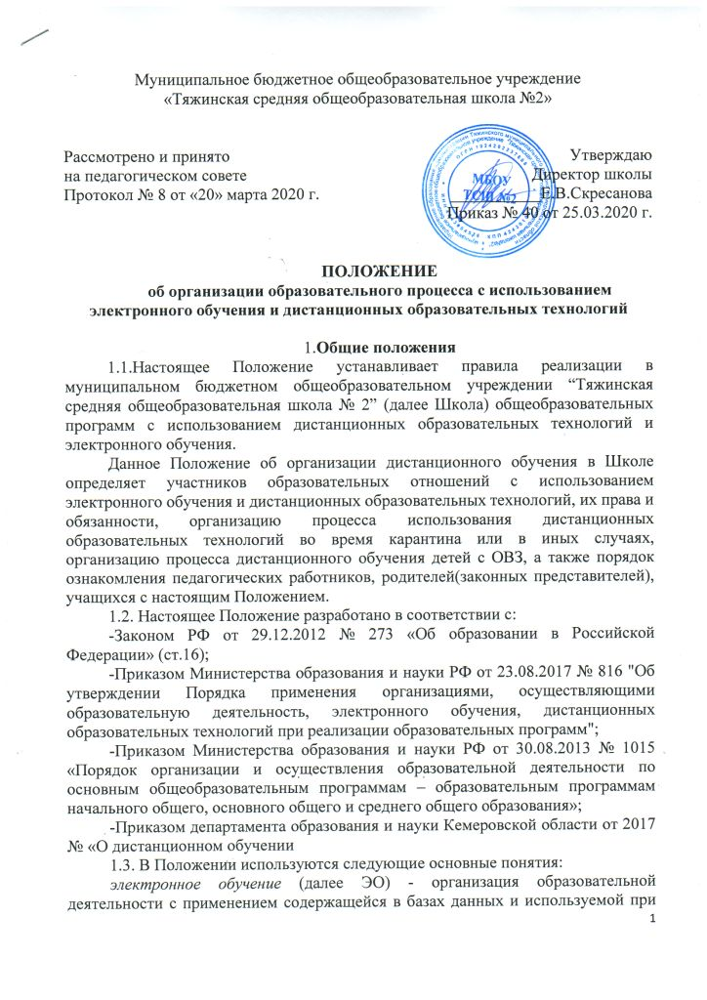 Муниципальное бюджетное общеобразовательное учреждение
«Тяжинская средняя общеобразовательная школа №2»
Рассмотрено и принято
на педагогическом совете
Протокол № 8 от «20» марта 2020 г.
Утверждаю
Директор школы
Е.В.Скресанова
Приказ № 40 от 25.03.2020 г.
МБОУ
ТСШ №2
ПОЛОЖЕНИЕ
об организации образовательного процесса с использованием
электронного обучения и дистанционных образовательных технологий
1.Общие положения
1.1.Настоящее Положение устанавливает правила реализации в
муниципальном бюджетном общеобразовательном учреждении “Тяжинская
средняя общеобразовательная школа № 2” (далее Школа) общеобразовательных
программ с использованием дистанционных образовательных технологий и
электронного обучения.
Данное Положение об организации дистанционного обучения в Школе
определяет участников образовательных отношений с использованием
электронного обучения и дистанционных образовательных технологий, их права и
обязанности, организацию процесса использования дистанционных
образовательных технологий во время карантина или в иных случаях,
организацию процесса дистанционного обучения детей с ОВЗ, а также порядок
ознакомления педагогических работников, родителей(законных представителей),
учащихся с настоящим Положением.
1.2. Настоящее Положение разработано в соответствии с:
-Законом РФ от 29.12.2012 № 273 «Об образовании в Российской
Федерации» (ст.16);
-Приказом Министерства образования и науки РФ от 23.08.2017 № 816 "Об
утверждении Порядка применения организациями, осуществляющими
образовательную деятельность, электронного обучения, дистанционных
образовательных технологий при реализации образовательных программ";
-Приказом Министерства образования и науки РФ от 30.08.2013 № 1015
«Порядок организации и осуществления образовательной деятельности по
основным общеобразовательным программам – образовательным программам
начального общего, основного общего и среднего общего образования»;
-Приказом департамента образования и науки Кемеровской области от 2017
№ «О дистанционном обучении
1.3. В Положении используются следующие основные понятия:
электронное обучение (далее ЭО) - организация образовательной
деятельности с применением содержащейся в базах данных и используемой при
1